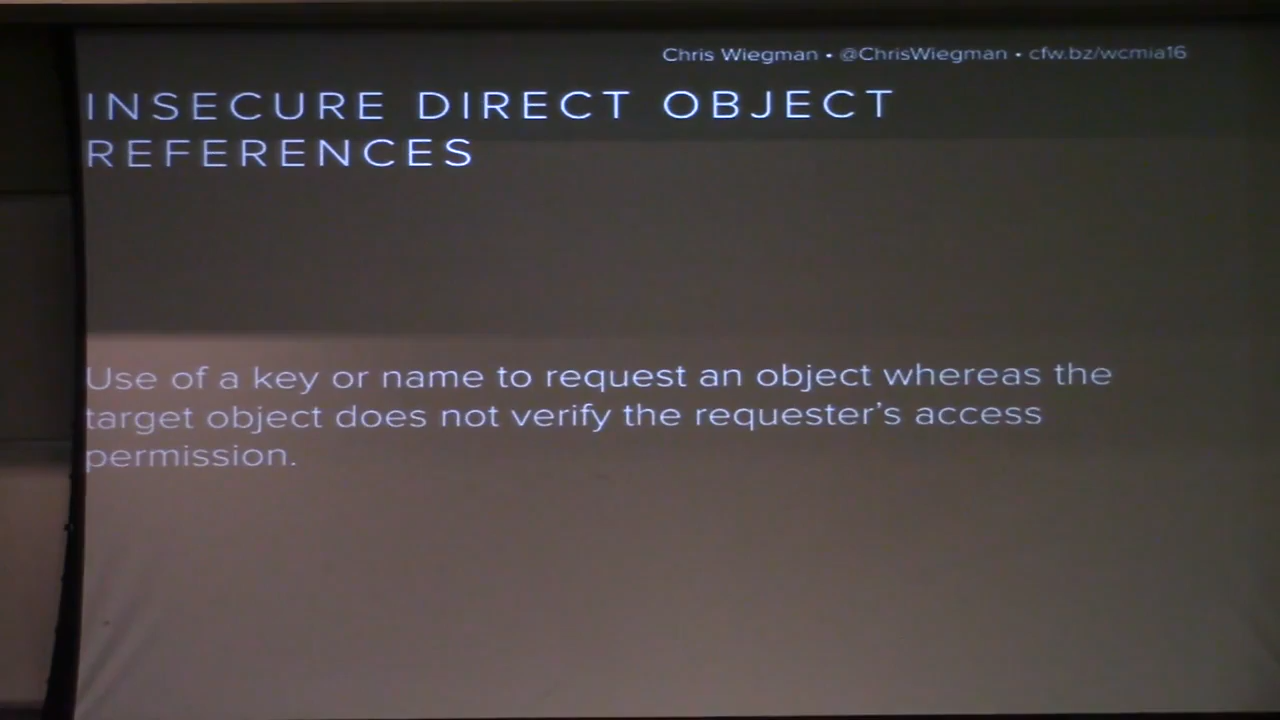 Chris Wiegman • @ChrisWiegman • cfw.bz/wcmia16
INSECURE DIRECT OBJECT
REFERENCES
Use of a key or name to request an object whereas the
target object does not verify the requester’s access
permission.